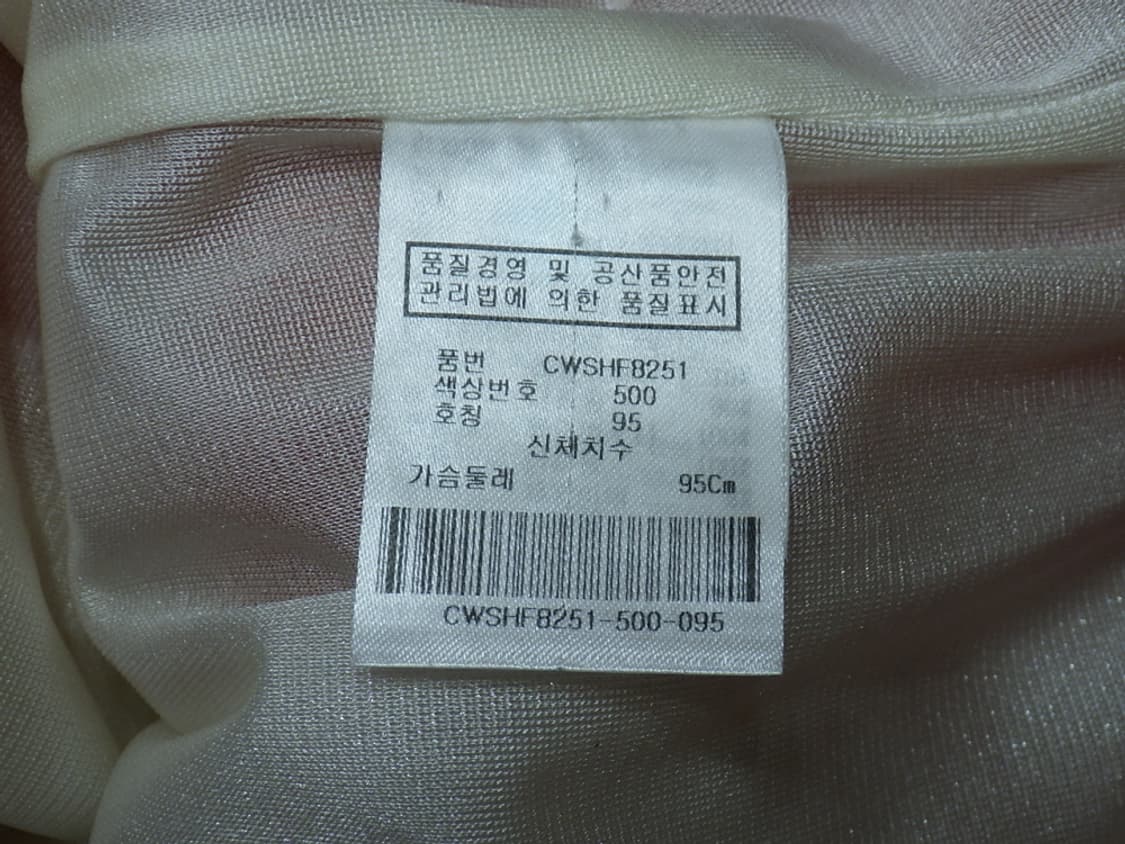 품질경영 및 공산품안전
관리법에 의한 품질표시
품번 CWSHF8251
색상번호 500
호칭 95
신체치수
가슴둘레 95Cm
CWSHF8251-500-095